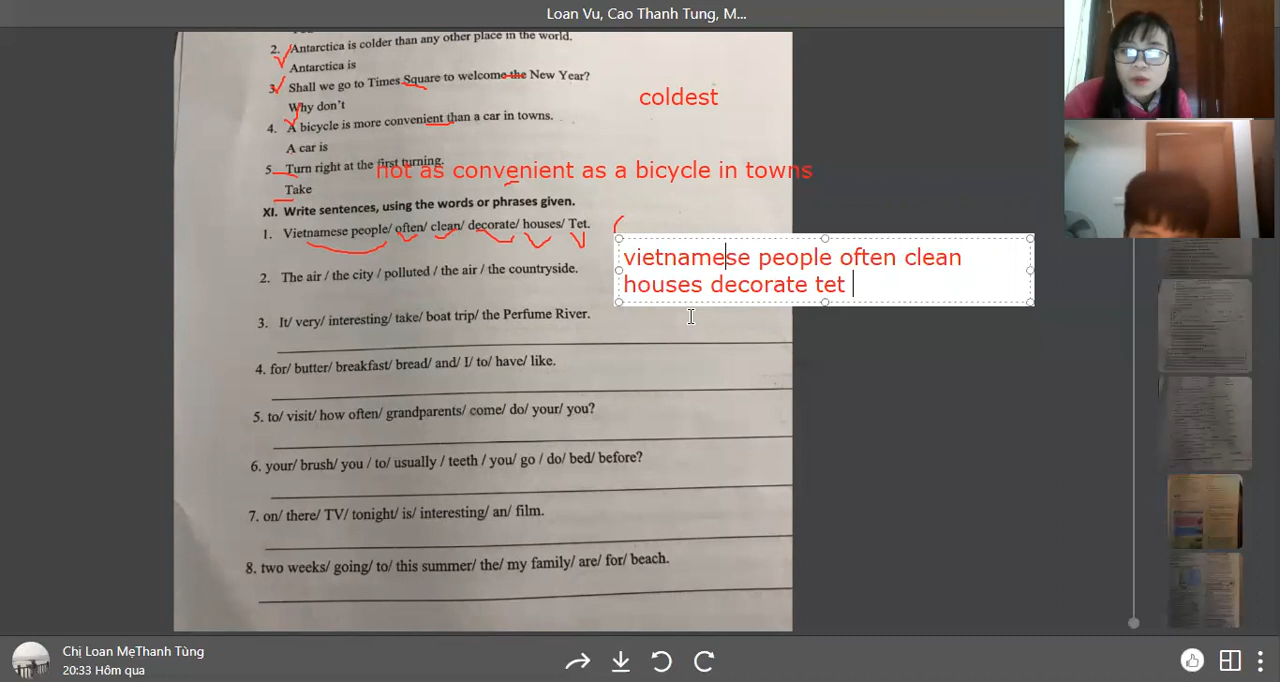 Loan Vu, Cao Thanh Tung, M...
2. Antarctica is colder than any other place in the world.
Antarctica is
coldest
3. Shall we go to Times Square to welcome the New Year?
Why don't
4. A bicycle is more convenient than a car in towns.
A car is
not as convenient as a bicycle in towns
5. Turn right at the first turning.
Take
XI. Write sentences, using the words or phrases given.
1. Vietnamese people/ often/ clean/ decorate/ houses/ Tet.
vietnamese people often clean
houses decorate tet
2. The air / the city / polluted / the air / the countryside.
3. It/ very/ interesting/ take/ boat trip/ the Perfume River.
4. for/ butter/ breakfast/ bread/ and/ I/ to/ have/ like.
5. to/ visit/ how often/ grandparents/ come/ do/ your/ you?
6. your/ brush/ you / to/ usually / teeth / you/ go / do/ bed/ before?
7. on/ there/ TV/ tonight/ is/ interesting/ an/ film.
8. two weeks/ going/ to/ this summer/ the/ my family/ are/ for/ beach.
Chị Loan MẹThanh Tùng
20:33 Hôm qua